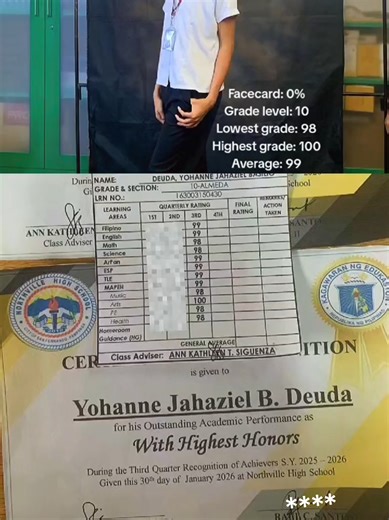 Facecard: 0%
Grade level: 10
Lowest grade: 98
Highest grade: 100
Average: 99
NAME: DEUDA, YOHANNE JAHAZIEL
GRADE & SECTION: 10-ALMEDA
LRN NO.: 163003150430
LEARNING AREAS QUARTERLY RATING FINAL RATING REMARKS/ ACTION TAKEN
1ST 2ND 3RD 4TH
Filipino 99
English 99
Math 98
Science 98
ArPan 99
ESP 99
TLE 99
MAPEH 99
Music 98
Arts 100
PE 98
Health 98
Homeroom Guidance (HG)
GENERAL AVERAGE
Class Adviser: ANN KATHLEEN T. SIGUENZA
Durin
ANN KATH
Class Adviser
chool
NORTHVILLE HIGH SCHOOL
KAGAWARAN NG EDUKA
CER ITION
is given to
Yohanne Jahaziel B. Deuda
for his Outstanding Academic Performance as
With Highest Honors
During the Third Quarter Recognition of Achievers S.Y. 2025 – 2026
Given this 30th day of January 2026 at Northville High School
****